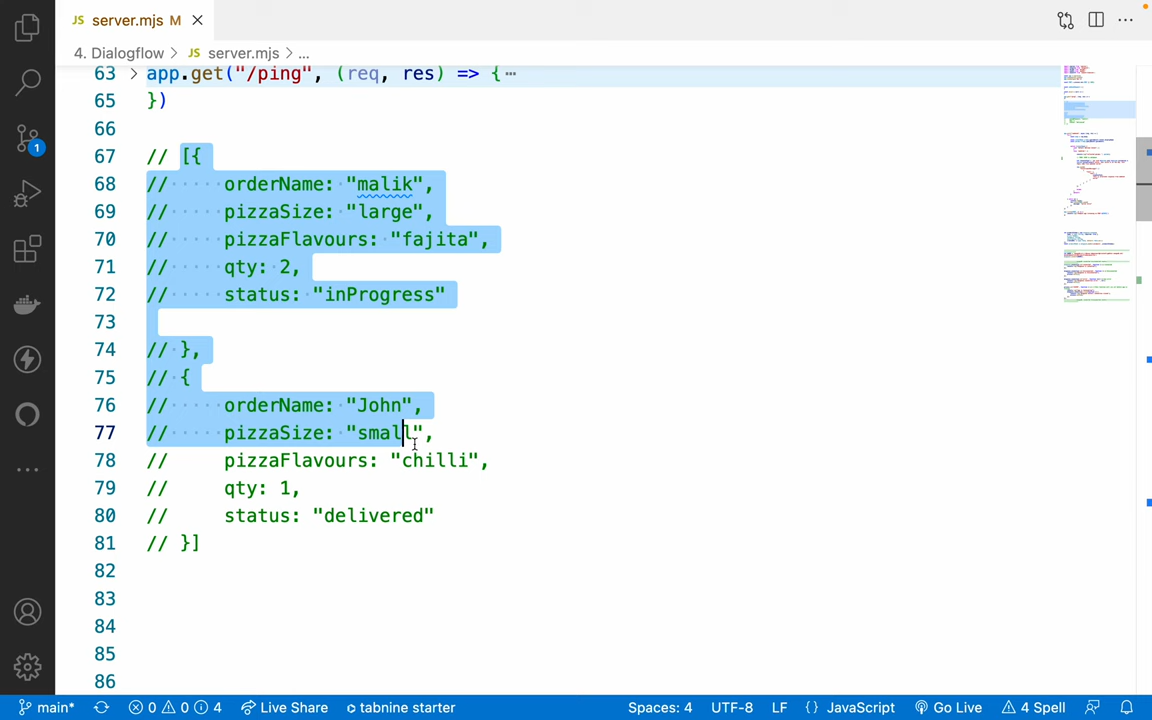 JS server.mjs M
4. Dialogflow > JS server.mjs > ...
63 app.get("/ping", (req, res) => {
65 })
66
67 // [{
68 // orderName: "malik",
69 // pizzaSize: "large",
70 // pizzaFlavours: "fajita",
71 // qty: 2,
72 // status: "inProgress"
73
74 // },
75 // {
76 // orderName: "John",
77 // pizzaSize: "small",
78 // pizzaFlavours: "chilli",
79 // qty: 1,
80 // status: "delivered"
81 // }]
82
83
84
85
86
1
main* 0 0 4 Live Share tabnine starter Spaces: 4 UTF-8 LF {} JavaScript Go Live 4 Spell